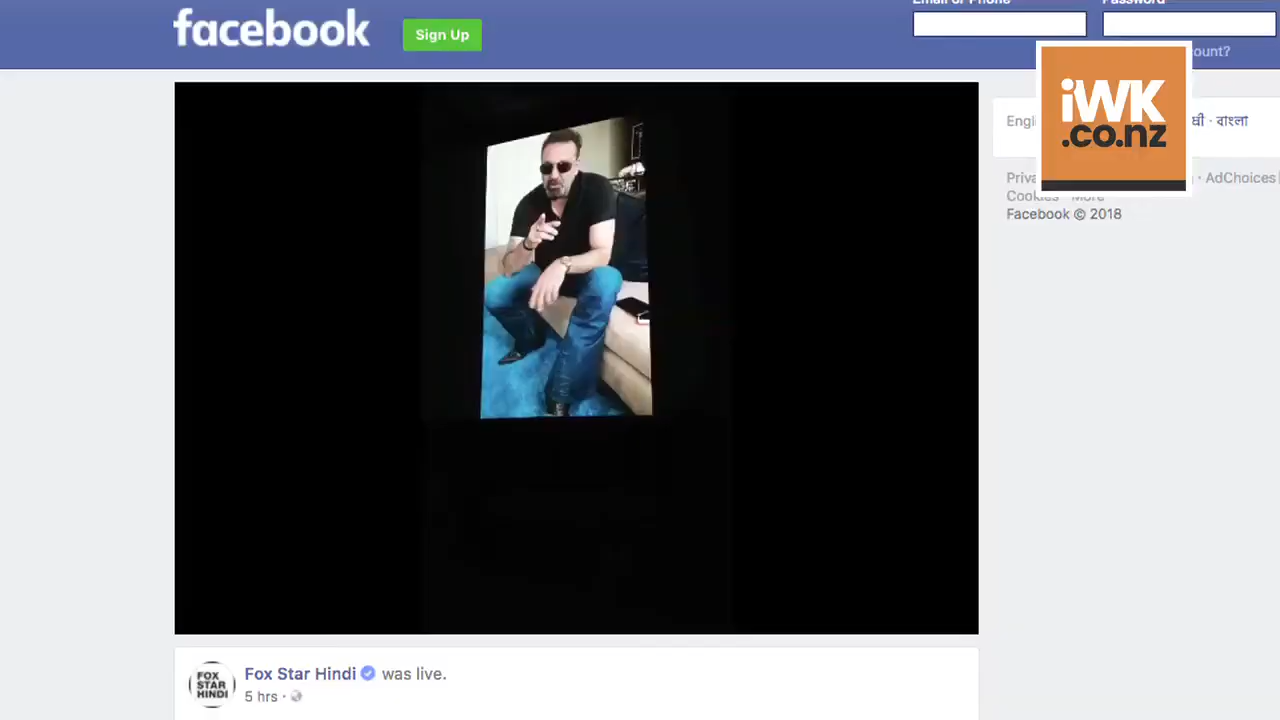 facebook
Sign Up
Password
ount?
iWK
.co.nz
Engli
বাংলা
Priva
· AdChoices
Cookies · More
Facebook © 2018
FOX
STAR
HINDI
Fox Star Hindi was live.
5 hrs ·